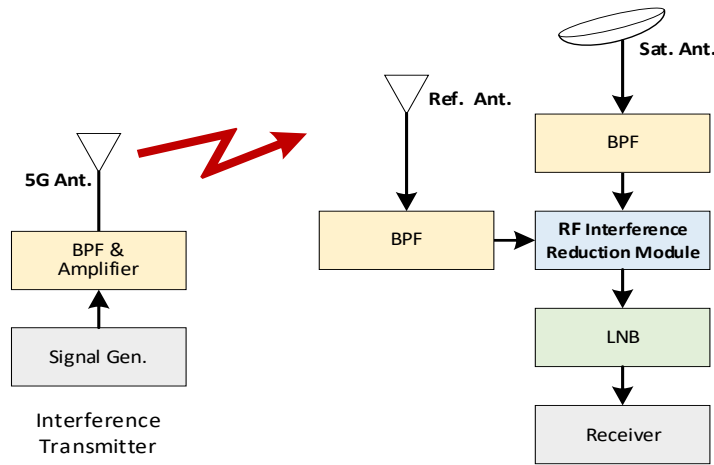 Sat. Ant.
Ref. Ant.
BPF
5G Ant.
BPF
RF Interference
Reduction Module
BPF &
Amplifier
LNB
Signal Gen.
Receiver
Interference
Transmitter